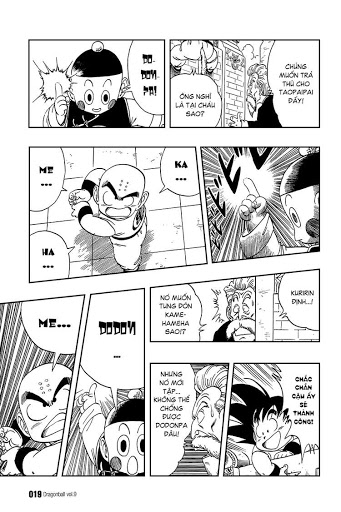 CHÚNG
MUỐN TRẢ
THÙ CHO
TAOPAIPAI
ĐẤY!
ÔNG NGHĨ
LÀ TẠI CHÁU
SAO?
DO-
DON-
PA!
KA...
ME...
HA...
KURIRIN
ĐỊNH...!
NÓ MUỐN
TUNG ĐÒN
KAME-
HAMEHA
SAO!?
DODON
...
ME...
CHẮC
CHẮN
CẬU ẤY
SẼ
THÀNH
CÔNG!
NHƯNG
NÓ MỚI
TẬP...
KHÔNG THỂ
CHỐNG
ĐƯỢC
DODONPA
ĐÂU!
019 Dragonball vol.9